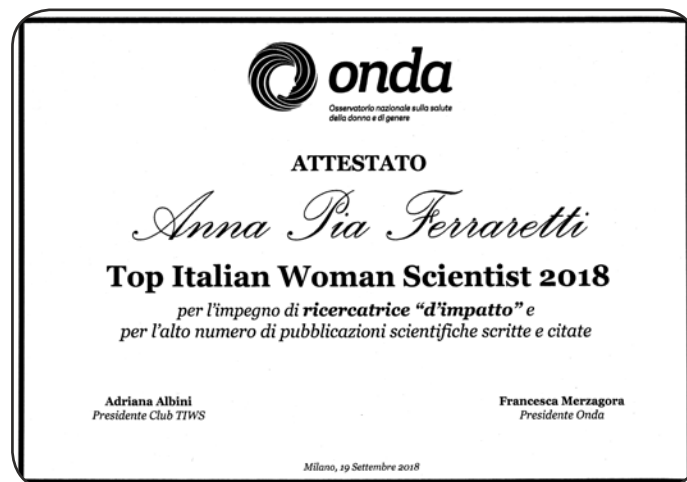 onda
Osservatorio nazionale sulla salute
della donna e di genere
ATTESTATO
Anna Pia Ferraretti
Top Italian Woman Scientist 2018
per l'impegno di ricercatrice "d'impatto" e
per l'alto numero di pubblicazioni scientifiche scritte e citate
Adriana Albini
Presidente Club TIWS
Francesca Merzagora
Presidente Onda
Milano, 19 Settembre 2018